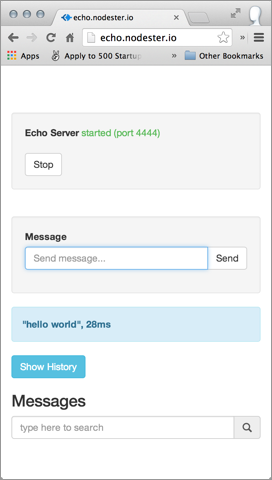 echo.nodester.io
echo.nodester.io
Apps
Apply to 500 Startup
Other Bookmarks
Echo Server started (port 4444)
Stop
Message
Send message...
Send
"hello world", 28ms
Show History
Messages
type here to search